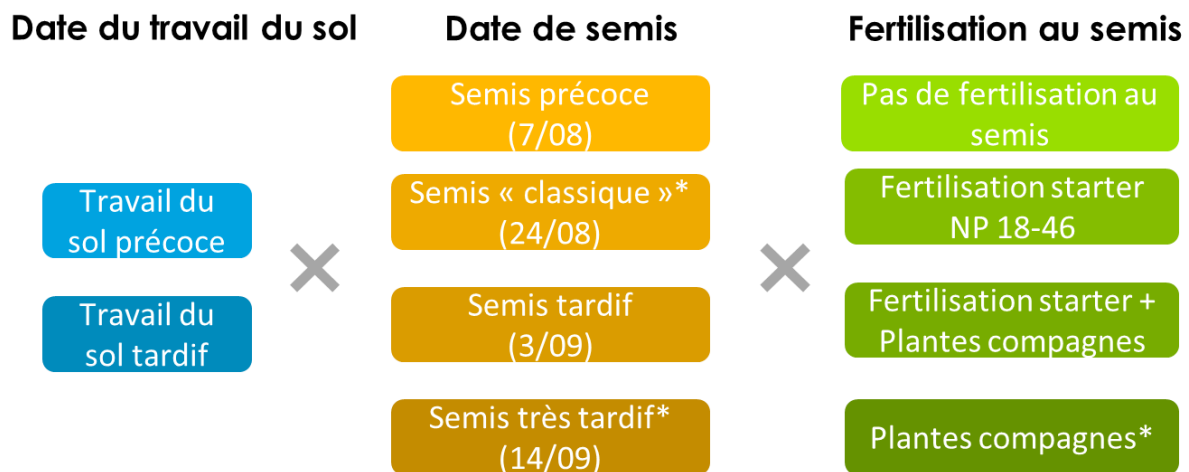 Date du travail du sol
Travail du
sol précoce
Travail du
sol tardif
Date de semis
Semis précoce
(7/08)
Semis « classique »*
(24/08)
Semis tardif
(3/09)
Semis très tardif*
(14/09)
Fertilisation au semis
Pas de fertilisation au
semis
Fertilisation starter
NP 18-46
Fertilisation starter +
Plantes compagnes
Plantes compagnes*